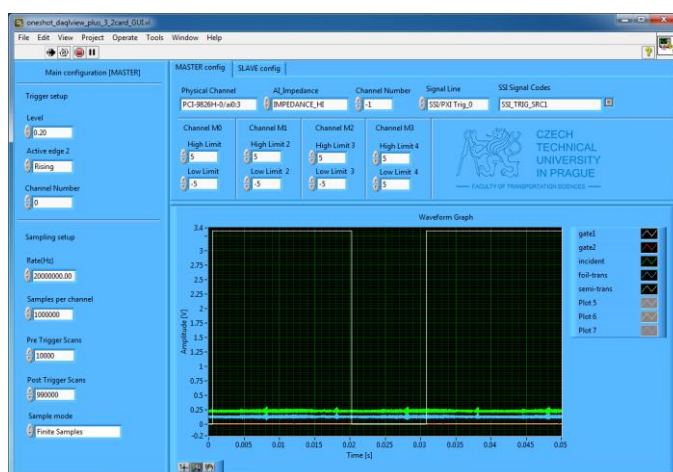 oneshot_daqlview_plus_3_2card_GUI.vi
File Edit View Project Operate Tools Window Help
Main configuration [MASTER]
Trigger setup
Level
0.20
Active edge 2
Rising
Channel Number
0
Sampling setup
Rate(Hz)
20000000.00
Samples per channel
1000000
Pre Trigger Scans
10000
Post Trigger Scans
990000
Sample mode
Finite Samples
MASTER config SLAVE config
Physical Channel AI_Impedance Channel Number Signal Line SSI Signal Codes
PCI-9826H-0/ai0:3 IMPEDANCE_HI -1 SSI/PXI Trig_0 SSI_TRIG_SRC1
Channel M0 Channel M1 Channel M2 Channel M3
High Limit High Limit 2 High Limit 3 High Limit 4
5 5 5 5
Low Limit Low Limit 2 Low Limit 3 Low Limit 4
-5 -5 -5 5
CZECH
TECHNICAL
UNIVERSITY
IN PRAGUE
FACULTY OF TRANSPORTATION SCIENCES
Waveform Graph
Amplitude [V]
3.4
3
2.75
2.5
2.25
2
1.75
1.5
1.25
1
0.75
0.5
0.25
0
-0.2
0 0.005 0.01 0.015 0.02 0.025 0.03 0.035 0.04 0.045 0.05
Time [s]
gate1
gate2
incident
foil-trans
semi-trans
Plot 5
Plot 6
Plot 7